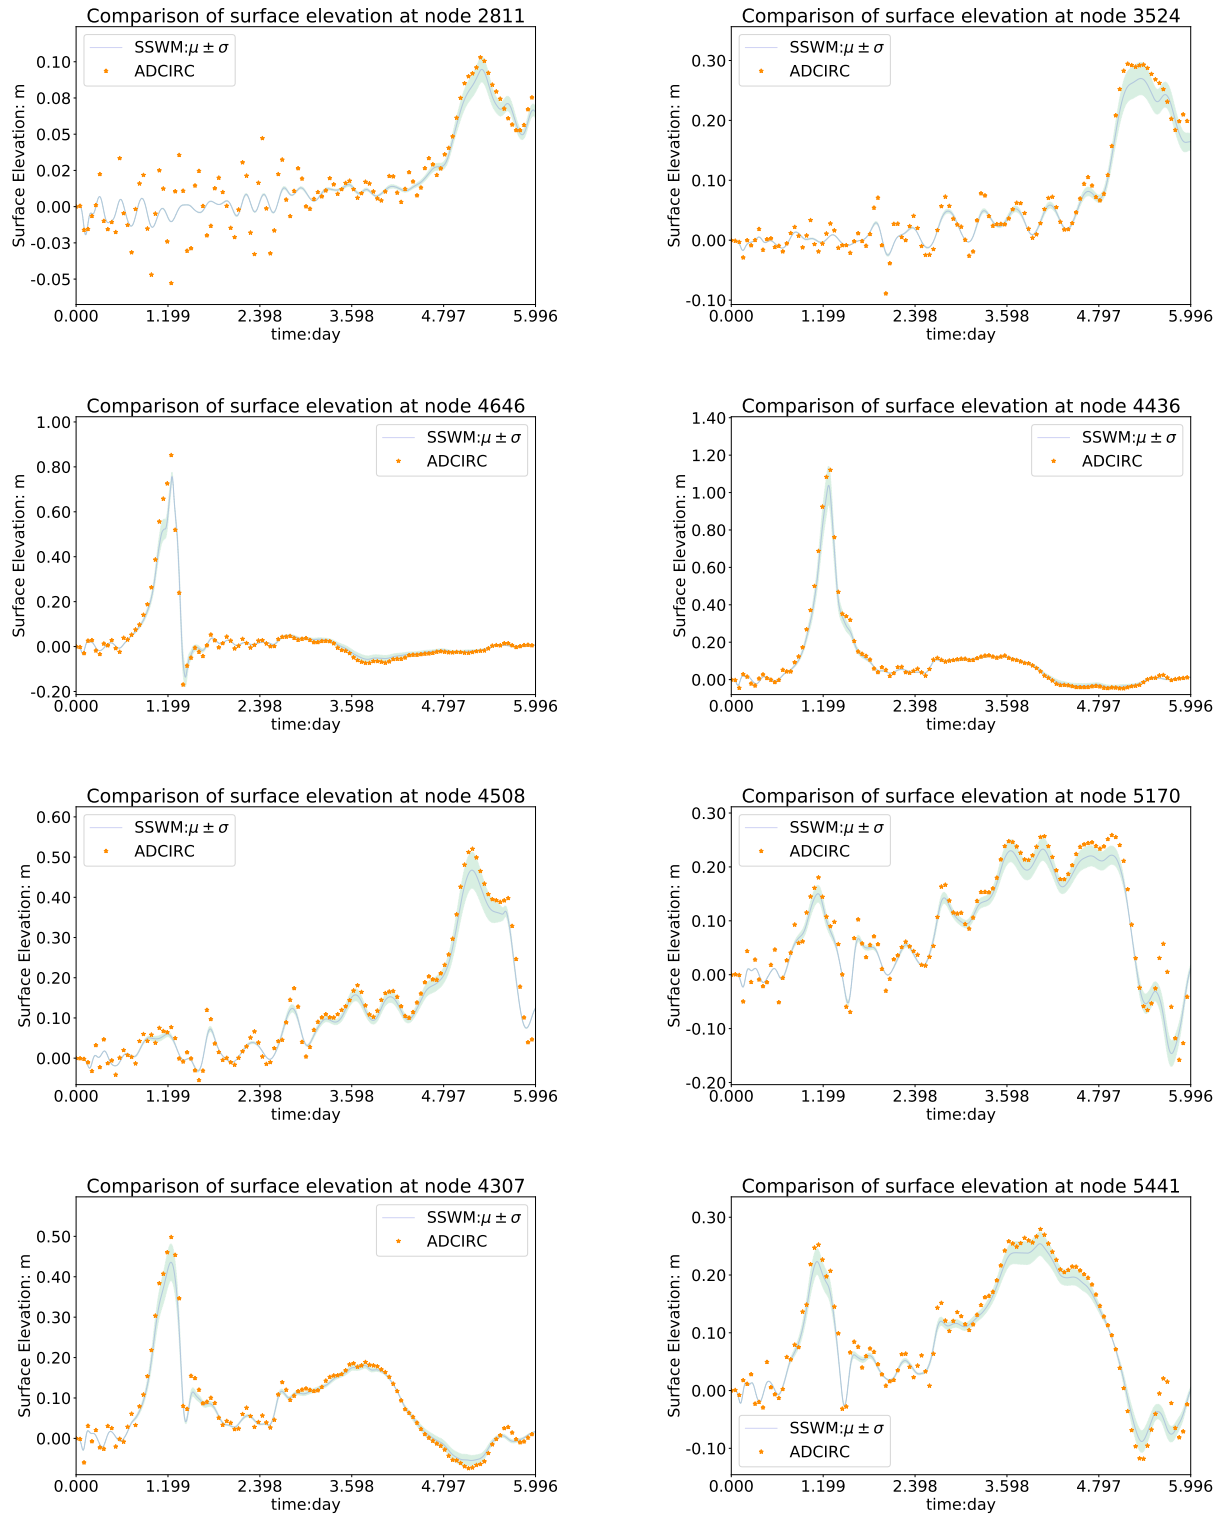 Comparison of surface elevation at node 2811
SSWM:μ ± σ
ADCIRC
Surface Elevation: m
0.10
0.08
0.05
0.02
0.00
-0.03
-0.05
0.000 1.199 2.398 3.598 4.797 5.996
time:day
Comparison of surface elevation at node 3524
SSWM:μ ± σ
ADCIRC
Surface Elevation: m
0.30
0.20
0.10
0.00
-0.10
0.000 1.199 2.398 3.598 4.797 5.996
time:day
Comparison of surface elevation at node 4646
SSWM:μ ± σ
ADCIRC
Surface Elevation: m
1.00
0.80
0.60
0.40
0.20
0.00
-0.20
0.000 1.199 2.398 3.598 4.797 5.996
time:day
Comparison of surface elevation at node 4436
SSWM:μ ± σ
ADCIRC
Surface Elevation: m
1.40
1.20
1.00
0.80
0.60
0.40
0.20
0.00
0.000 1.199 2.398 3.598 4.797 5.996
time:day
Comparison of surface elevation at node 4508
SSWM:μ ± σ
ADCIRC
Surface Elevation: m
0.60
0.50
0.40
0.30
0.20
0.10
0.00
0.000 1.199 2.398 3.598 4.797 5.996
time:day
Comparison of surface elevation at node 5170
SSWM:μ ± σ
ADCIRC
Surface Elevation: m
0.30
0.20
0.10
0.00
-0.10
-0.20
0.000 1.199 2.398 3.598 4.797 5.996
time:day
Comparison of surface elevation at node 4307
SSWM:μ ± σ
ADCIRC
Surface Elevation: m
0.50
0.40
0.30
0.20
0.10
0.00
0.000 1.199 2.398 3.598 4.797 5.996
time:day
Comparison of surface elevation at node 5441
SSWM:μ ± σ
ADCIRC
Surface Elevation: m
0.30
0.20
0.10
0.00
-0.10
0.000 1.199 2.398 3.598 4.797 5.996
time:day